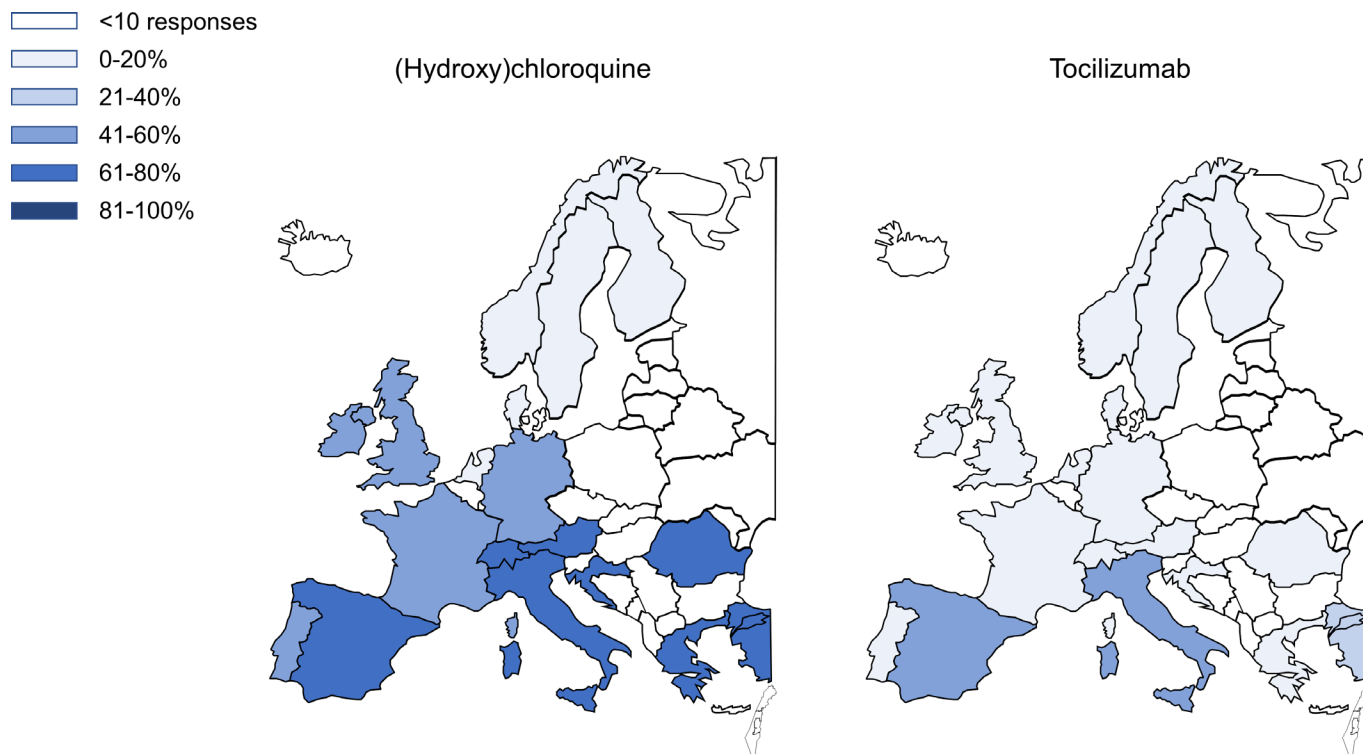 <10 responses
0-20%
21-40%
41-60%
61-80%
81-100%
(Hydroxy)chloroquine
Tocilizumab